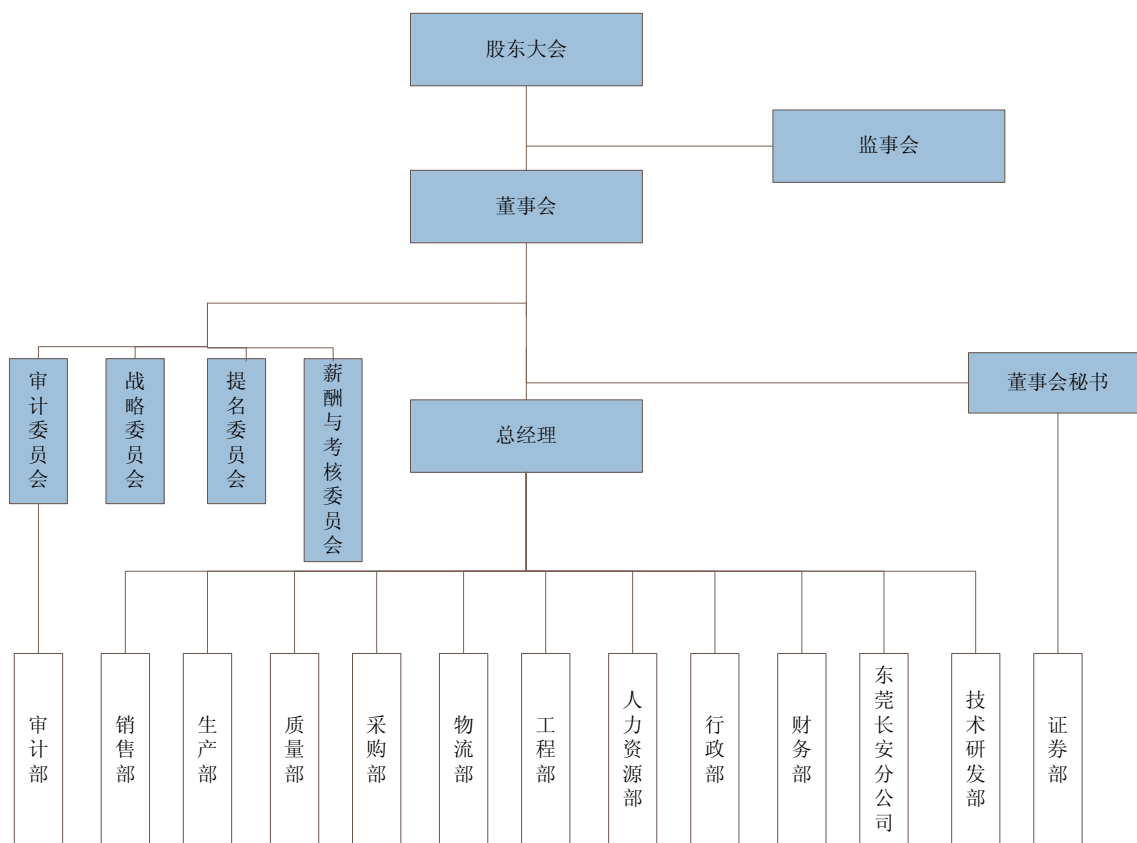 股东大会
监事会
董事会
审计委员会
战略委员会
提名委员会
薪酬与考核委员会
董事会秘书
总经理
审计部
销售部
生产部
质量部
采购部
物流部
工程部
人力资源部
行政部
财务部
东莞长安分公司
技术研发部
证券部